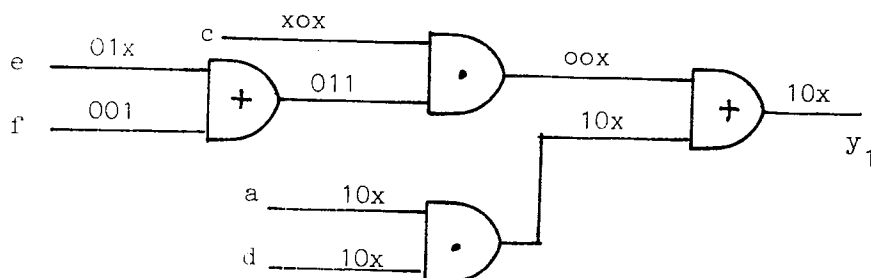 c xox
e 01x
+ 011
f 001
.
oox
+ 10x
y1
10x
a 10x
.
d 10x